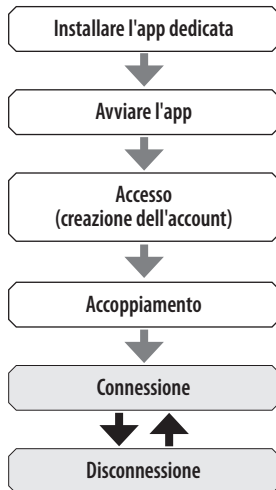 Installare l'app dedicata
Avviare l'app
Accesso
(creazione dell'account)
Accoppiamento
Connessione
Disconnessione